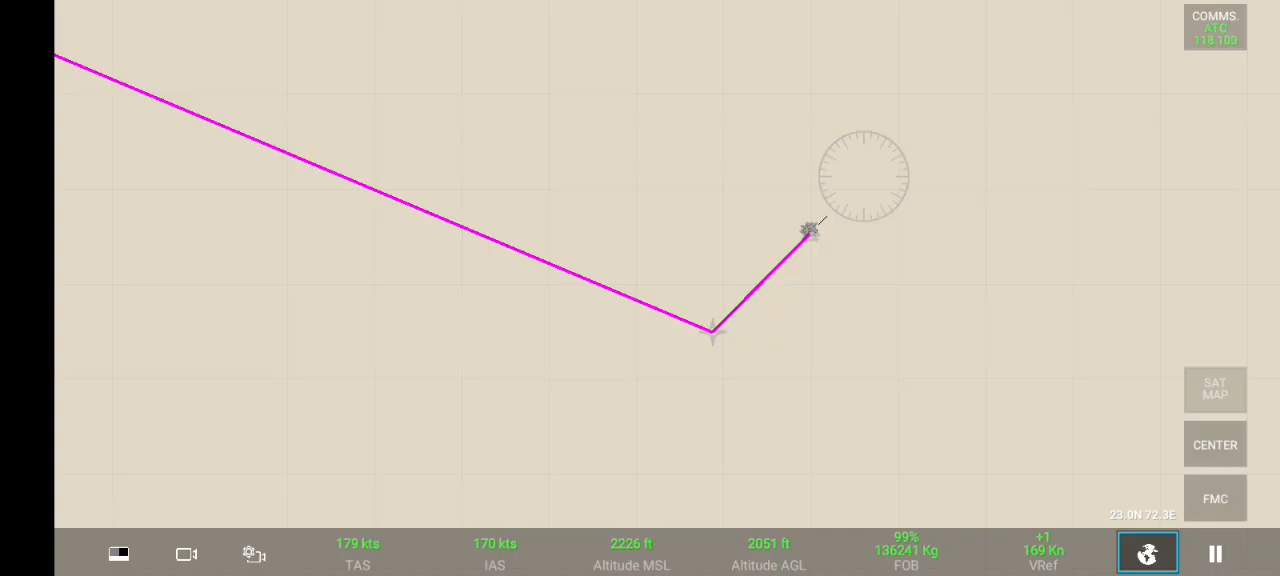 COMMS.
ATC
118 100
SAT
MAP
CENTER
FMC
23.0N 72.3E
179 kts
TAS
170 kts
IAS
2226 ft
Altitude MSL
2051 ft
Altitude AGL
99%
136241 Kg
FOB
+1
169 Kn
VRef